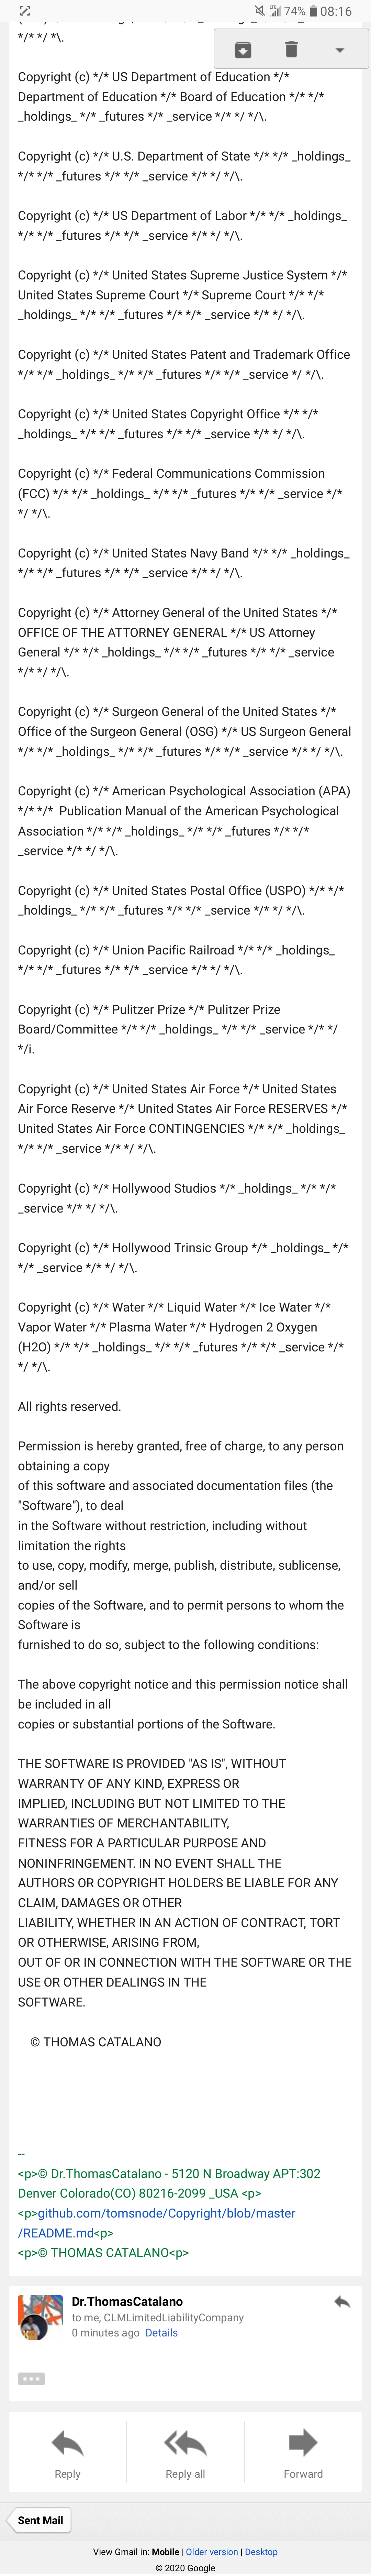 74% 08:16
*/* */ *\.
Copyright (c) */* US Department of Education */*
Department of Education */* Board of Education */* */*
_holdings_ */* _futures */* _service */* */ */\.
Copyright (c) */* U.S. Department of State */* */* _holdings_
*/* */* _futures */* */* _service */* */ */\.
Copyright (c) */* US Department of Labor */* */* _holdings_
*/* */* _futures */* */* _service */* */ */\.
Copyright (c) */* United States Supreme Justice System */*
United States Supreme Court */* Supreme Court */* */*
_holdings_ */* */* _futures */* */* _service */* */ */\.
Copyright (c) */* United States Patent and Trademark Office
*/* */* _holdings_ */* */* _futures */* */* _service */ */\.
Copyright (c) */* United States Copyright Office */* */*
_holdings_ */* */* _futures */* */* _service */* */ */\.
Copyright (c) */* Federal Communications Commission
(FCC) */* */* _holdings_ */* */* _futures */* */* _service */*
*/ */\.
Copyright (c) */* United States Navy Band */* */* _holdings_
*/* */* _futures */* */* _service */* */ */\.
Copyright (c) */* Attorney General of the United States */*
OFFICE OF THE ATTORNEY GENERAL */* US Attorney
General */* */* _holdings_ */* */* _futures */* */* _service
*/* */ */\.
Copyright (c) */* Surgeon General of the United States */*
Office of the Surgeon General (OSG) */* US Surgeon General
*/* */* _holdings_ */* */* _futures */* */* _service */* */ */\.
Copyright (c) */* American Psychological Association (APA)
*/* */* Publication Manual of the American Psychological
Association */* */* _holdings_ */* */* _futures */* */*
_service */* */ */\.
Copyright (c) */* United States Postal Office (USPO) */* */*
_holdings_ */* */* _futures */* */* _service */* */ */\.
Copyright (c) */* Union Pacific Railroad */* */* _holdings_
*/* */* _futures */* */* _service */* */ */\.
Copyright (c) */* Pulitzer Prize */* Pulitzer Prize
Board/Committee */* */* _holdings_ */* */* _service */* */
*/i.
Copyright (c) */* United States Air Force */* United States
Air Force Reserve */* United States Air Force RESERVES */*
United States Air Force CONTINGENCIES */* */* _holdings_
*/* */* _service */* */ */\.
Copyright (c) */* Hollywood Studios */* _holdings_ */* */*
_service */* */ */\.
Copyright (c) */* Hollywood Trinsic Group */* _holdings_ */*
*/* _service */* */ */\.
Copyright (c) */* Water */* Liquid Water */* Ice Water */*
Vapor Water */* Plasma Water */* Hydrogen 2 Oxygen
(H2O) */* */* _holdings_ */* */* _futures */* */* _service */*
*/ */\.
All rights reserved.
Permission is hereby granted, free of charge, to any person
obtaining a copy
of this software and associated documentation files (the
"Software"), to deal
in the Software without restriction, including without
limitation the rights
to use, copy, modify, merge, publish, distribute, sublicense,
and/or sell
copies of the Software, and to permit persons to whom the
Software is
furnished to do so, subject to the following conditions:
The above copyright notice and this permission notice shall
be included in all
copies or substantial portions of the Software.
THE SOFTWARE IS PROVIDED "AS IS", WITHOUT
WARRANTY OF ANY KIND, EXPRESS OR
IMPLIED, INCLUDING BUT NOT LIMITED TO THE
WARRANTIES OF MERCHANTABILITY,
FITNESS FOR A PARTICULAR PURPOSE AND
NONINFRINGEMENT. IN NO EVENT SHALL THE
AUTHORS OR COPYRIGHT HOLDERS BE LIABLE FOR ANY
CLAIM, DAMAGES OR OTHER
LIABILITY, WHETHER IN AN ACTION OF CONTRACT, TORT
OR OTHERWISE, ARISING FROM,
OUT OF OR IN CONNECTION WITH THE SOFTWARE OR THE
USE OR OTHER DEALINGS IN THE
SOFTWARE.
© THOMAS CATALANO
--
<p>© Dr.ThomasCatalano - 5120 N Broadway APT:302
Denver Colorado(CO) 80216-2099 _USA <p>
<p>github.com/tomsnode/Copyright/blob/master
/README.md<p>
<p>© THOMAS CATALANO<p>
Dr.ThomasCatalano
to me, CLMLimitedLiabilityCompany
0 minutes ago Details
Reply Reply all Forward
Sent Mail
View Gmail in: Mobile | Older version | Desktop
© 2020 Google